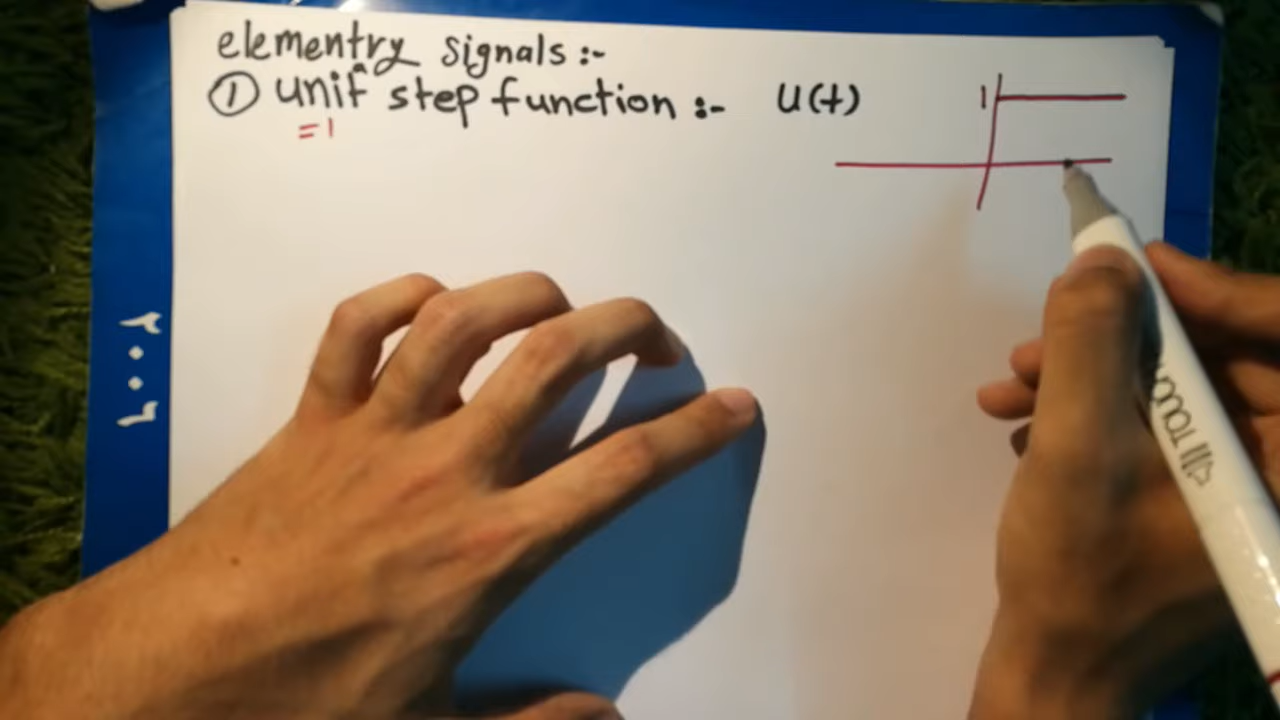 elementry signals :-
① unit step function :- u(t)
= 1
1